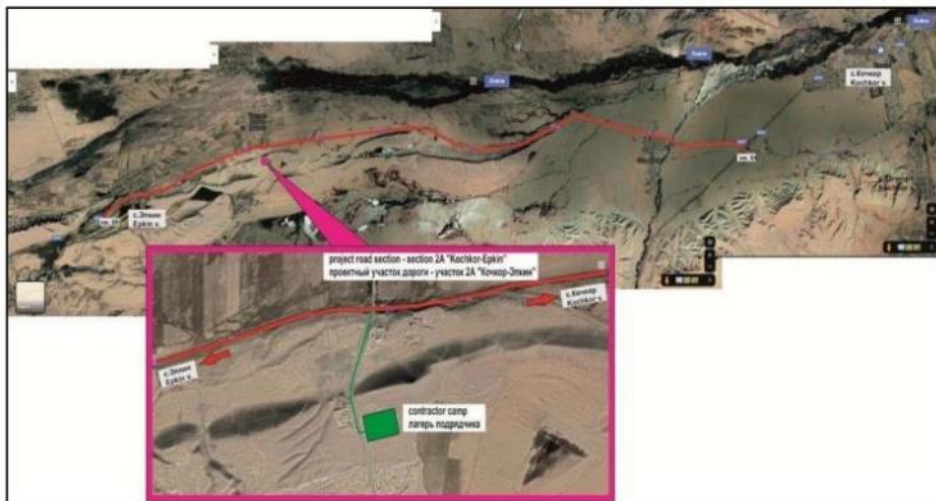 с.Кочкор
Kochkor v.
с.Эпкин
Epkin v.
project road section - section 2A "Kochkor-Epkin"
проектный участок дороги - участок 2A "Кочкор-Эпкин"
с.Кочкор
Kochkor v.
с.Эпкин
Epkin v.
contractor camp
лагерь подрядчика